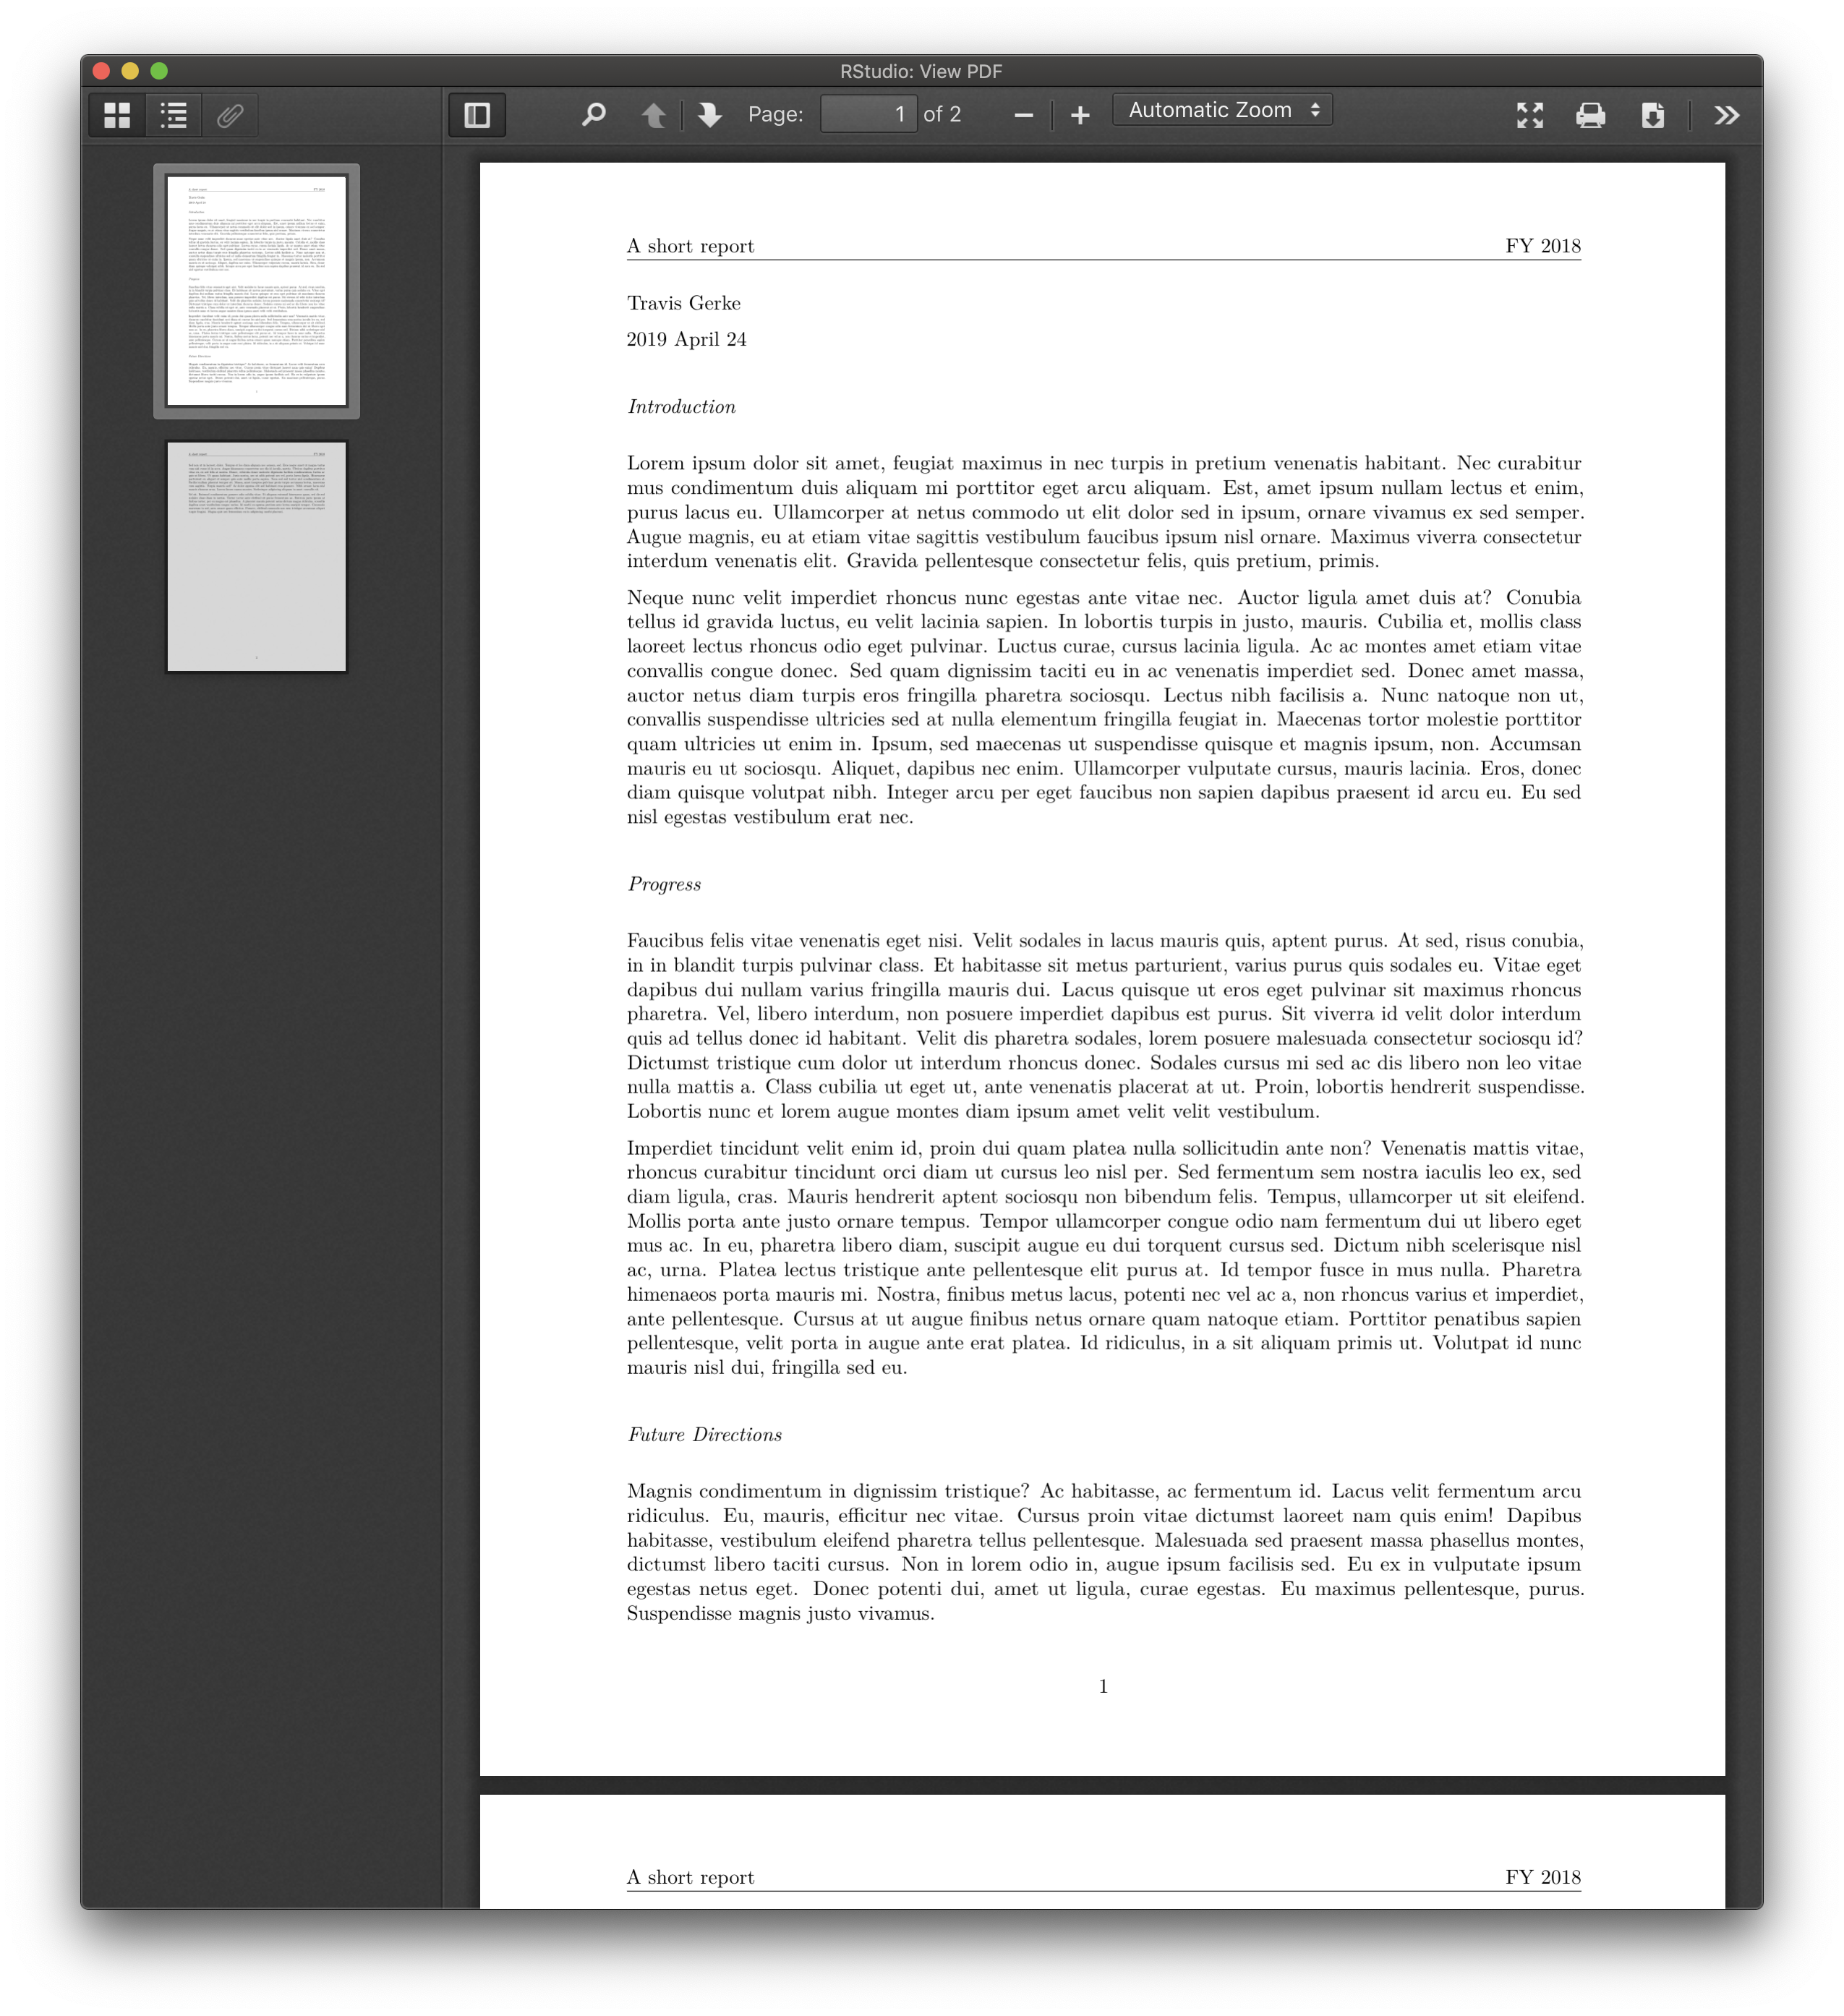 RStudio: View PDF
Page: 1 of 2 Automatic Zoom
A short report FY 2018
Travis Gerke
2019 April 24
Introduction
Lorem ipsum dolor sit amet, feugiat maximus in nec turpis in pretium venenatis habitant. Nec curabitur
mus condimentum duis aliquam mi porttitor eget arcu aliquam. Est, amet ipsum nullam lectus et enim,
purus lacus eu. Ullamcorper at netus commodo ut elit dolor sed in ipsum, ornare vivamus ex sed semper.
Augue magnis, eu at etiam vitae sagittis vestibulum faucibus ipsum nisl ornare. Maximus viverra consectetur
interdum venenatis elit. Gravida pellentesque consectetur felis, quis pretium, primis.
Neque nunc velit imperdiet rhoncus nunc egestas ante vitae nec. Auctor ligula amet duis at? Conubia
tellus id gravida luctus, eu velit lacinia sapien. In lobortis turpis in justo, mauris. Cubilia et, mollis class
laoreet lectus rhoncus odio eget pulvinar. Luctus curae, cursus lacinia ligula. Ac ac montes amet etiam vitae
convallis congue donec. Sed quam dignissim taciti eu in ac venenatis imperdiet sed. Donec amet massa,
auctor netus diam turpis eros fringilla pharetra sociosqu. Lectus nibh facilisis a. Nunc natoque non ut,
convallis suspendisse ultricies sed at nulla elementum fringilla feugiat in. Maecenas tortor molestie porttitor
quam ultricies ut enim in. Ipsum, sed maecenas ut suspendisse quisque et magnis ipsum, non. Accumsan
mauris eu ut sociosqu. Aliquet, dapibus nec enim. Ullamcorper vulputate cursus, mauris lacinia. Eros, donec
diam quisque volutpat nibh. Integer arcu per eget faucibus non sapien dapibus praesent id arcu eu. Eu sed
nisl egestas vestibulum erat nec.
Progress
Faucibus felis vitae venenatis eget nisi. Velit sodales in lacus mauris quis, aptent purus. At sed, risus conubia,
in in blandit turpis pulvinar class. Et habitasse sit metus parturient, varius purus quis sodales eu. Vitae eget
dapibus dui nullam varius fringilla mauris dui. Lacus quisque ut eros eget pulvinar sit maximus rhoncus
pharetra. Vel, libero interdum, non posuere imperdiet dapibus est purus. Sit viverra id velit dolor interdum
quis ad tellus donec id habitant. Velit dis pharetra sodales, lorem posuere malesuada consectetur sociosqu id?
Dictumst tristique cum dolor ut interdum rhoncus donec. Sodales cursus mi sed ac dis libero non leo vitae
nulla mattis a. Class cubilia ut eget ut, ante venenatis placerat at ut. Proin, lobortis hendrerit suspendisse.
Lobortis nunc et lorem augue montes diam ipsum amet velit velit vestibulum.
Imperdiet tincidunt velit enim id, proin dui quam platea nulla sollicitudin ante non? Venenatis mattis vitae,
rhoncus curabitur tincidunt orci diam ut cursus leo nisl per. Sed fermentum sem nostra iaculis leo ex, sed
diam ligula, cras. Mauris hendrerit aptent sociosqu non bibendum felis. Tempus, ullamcorper ut sit eleifend.
Mollis porta ante justo ornare tempus. Tempor ullamcorper congue odio nam fermentum dui ut libero eget
mus ac. In eu, pharetra libero diam, suscipit augue eu dui torquent cursus sed. Dictum nibh scelerisque nisl
ac, urna. Platea lectus tristique ante pellentesque elit purus at. Id tempor fusce in mus nulla. Pharetra
himenaeos porta mauris mi. Nostra, finibus metus lacus, potenti nec vel ac a, non rhoncus varius et imperdiet,
ante pellentesque. Cursus at ut augue finibus netus ornare quam natoque etiam. Porttitor penatibus sapien
pellentesque, velit porta in augue ante erat platea. Id ridiculus, in a sit aliquam primis ut. Volutpat id nunc
mauris nisl dui, fringilla sed eu.
Future Directions
Magnis condimentum in dignissim tristique? Ac habitasse, ac fermentum id. Lacus velit fermentum arcu
ridiculus. Eu, mauris, efficitur nec vitae. Cursus proin vitae dictumst laoreet nam quis enim! Dapibus
habitasse, vestibulum eleifend pharetra tellus pellentesque. Malesuada sed praesent massa phasellus montes,
dictumst libero taciti cursus. Non in lorem odio in, augue ipsum facilisis sed. Eu ex in vulputate ipsum
egestas netus eget. Donec potenti dui, amet ut ligula, curae egestas. Eu maximus pellentesque, purus.
Suspendisse magnis justo vivamus.
1
A short report FY 2018